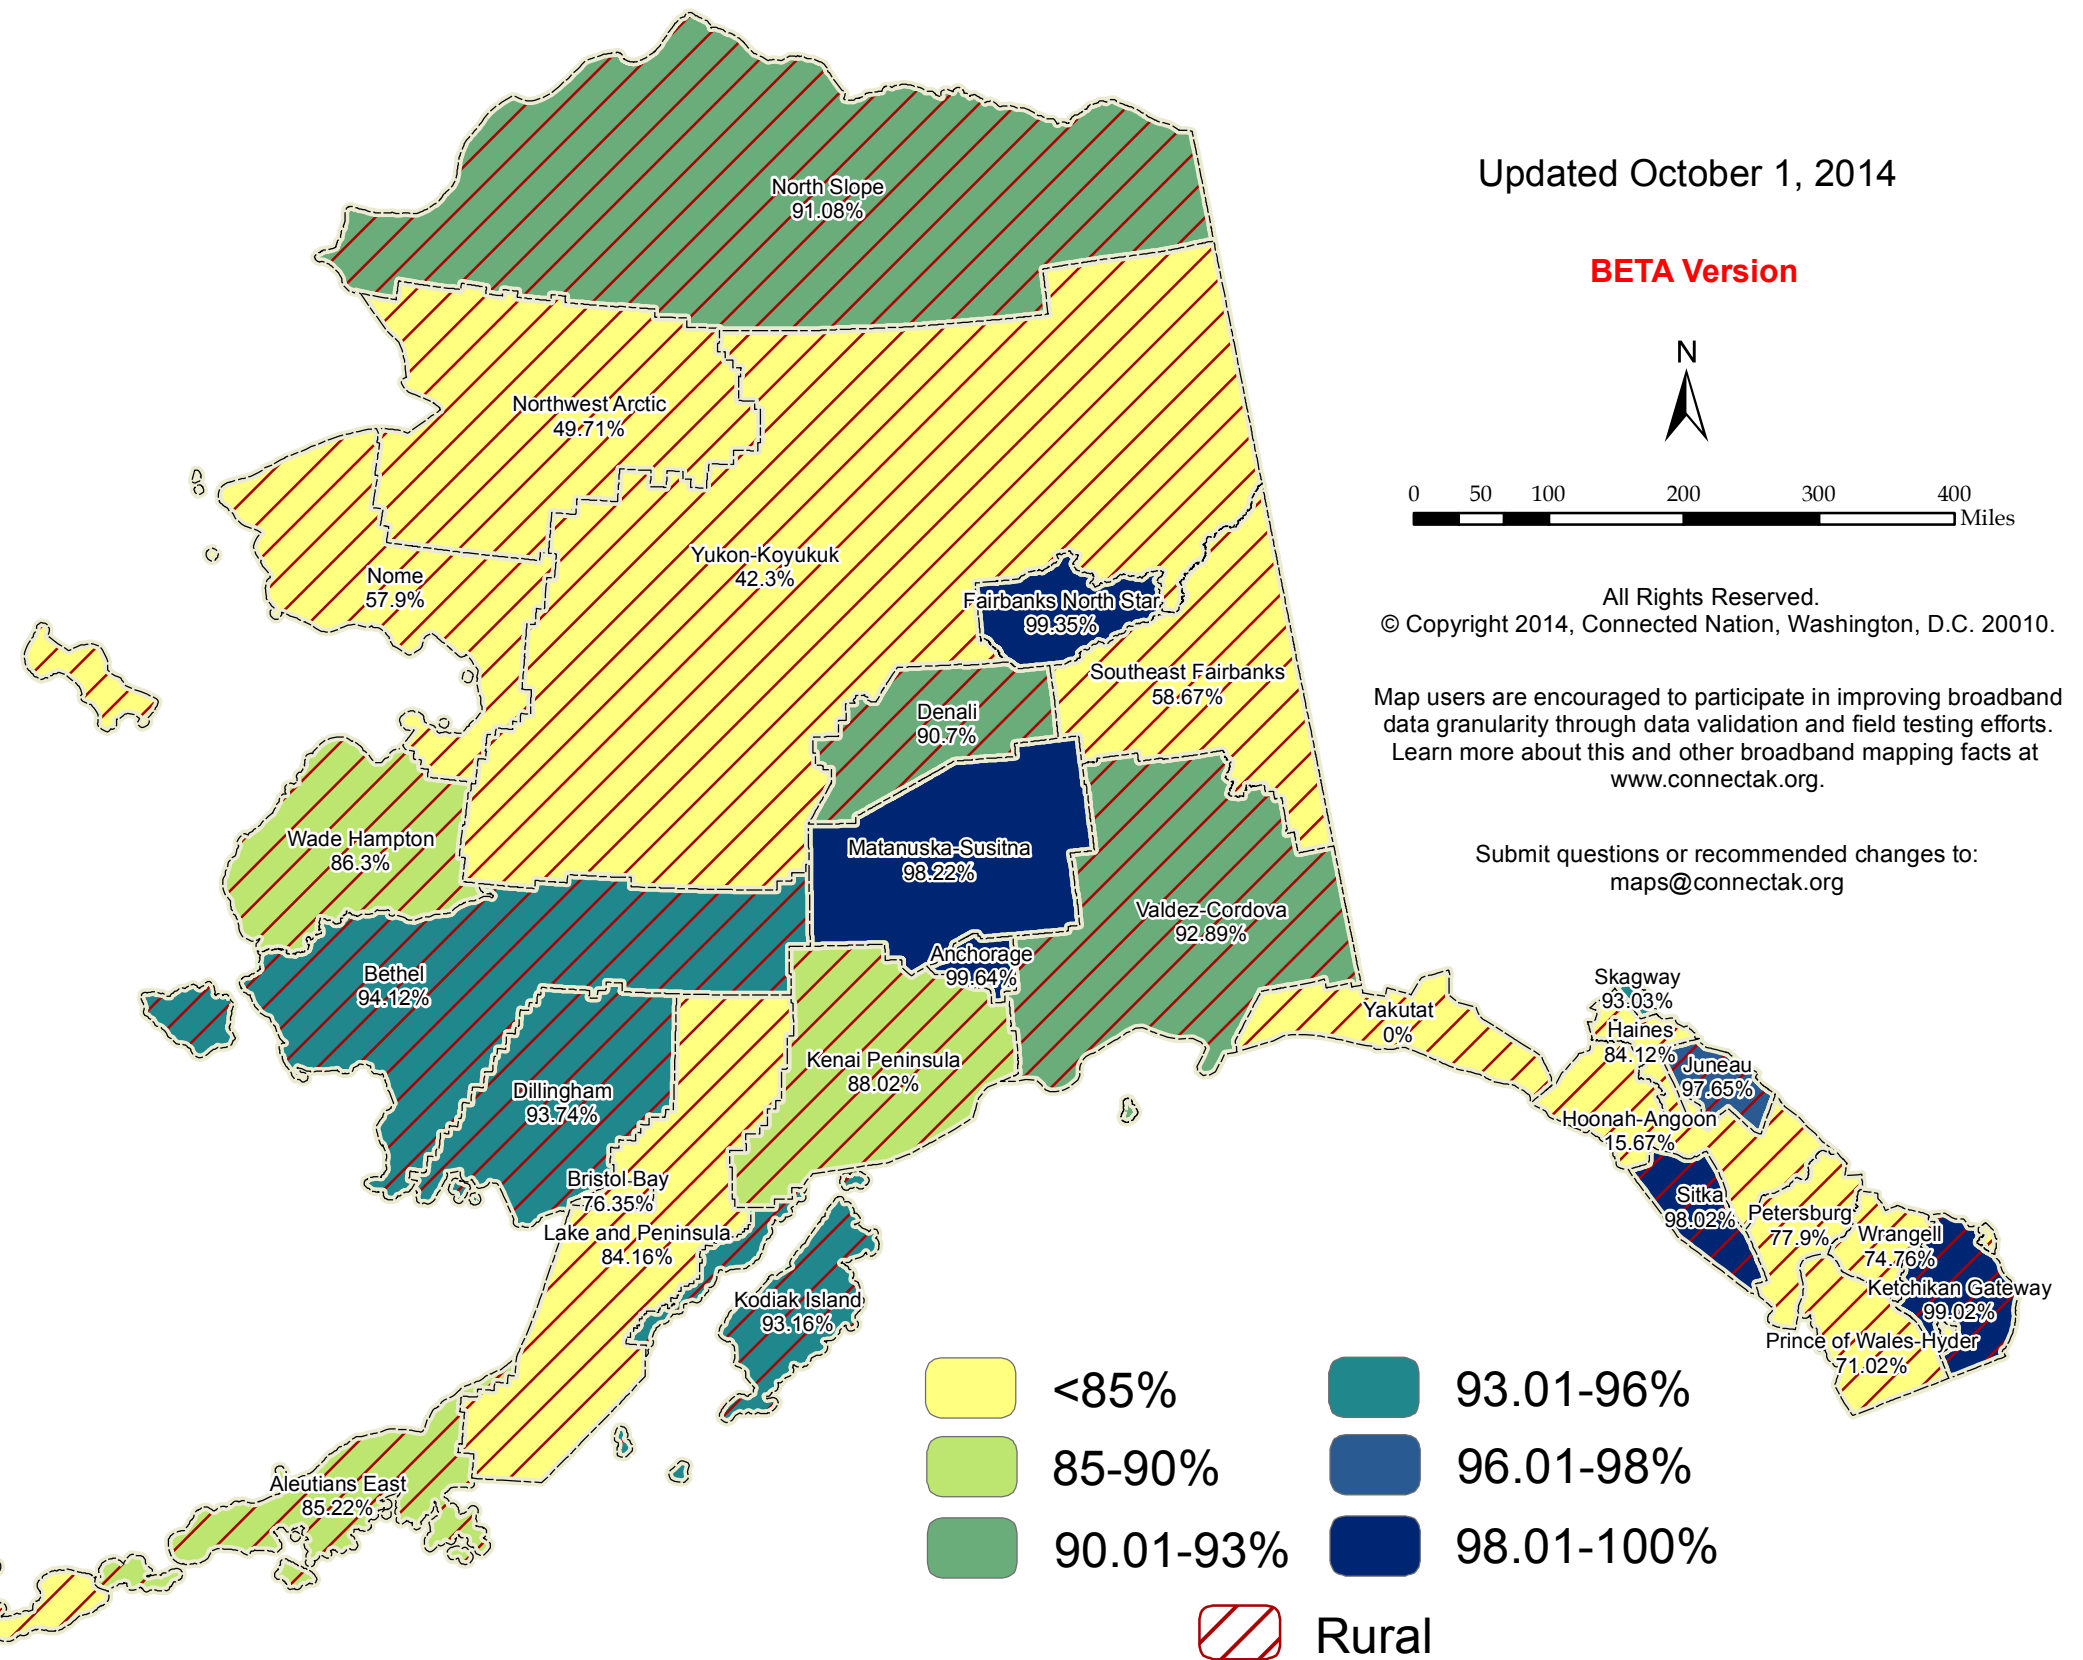 North Slope
91.08%
Updated October 1, 2014
BETA Version
N
Northwest Arctic
49.71%
0 50 100 200 300 400
Miles
Yukon-Koyukuk
42.3%
Nome
57.9%
Fairbanks North Star
99.35%
All Rights Reserved.
© Copyright 2014, Connected Nation, Washington, D.C. 20010.
Southeast Fairbanks
58.67%
Map users are encouraged to participate in improving broadband
data granularity through data validation and field testing efforts.
Learn more about this and other broadband mapping facts at
www.connectak.org.
Denali
90.7%
Wade Hampton
86.3%
Matanuska-Susitna
98.22%
Submit questions or recommended changes to:
maps@connectak.org
Valdez-Cordova
92.89%
Anchorage
99.64%
Bethel
94.12%
Skagway
93.03%
Yakutat
0%
Haines
84.12%
Kenai Peninsula
88.02%
Juneau
97.65%
Dillingham
93.74%
Hoonah-Angoon
15.67%
Bristol Bay
76.35%
Sitka
98.02%
Petersburg
77.9%
Lake and Peninsula
84.16%
Wrangell
74.76%
Ketchikan Gateway
99.02%
Kodiak Island
93.16%
Prince of Wales-Hyder
71.02%
Aleutians East
85.22%
<85%
85-90%
90.01-93%
93.01-96%
96.01-98%
98.01-100%
Rural